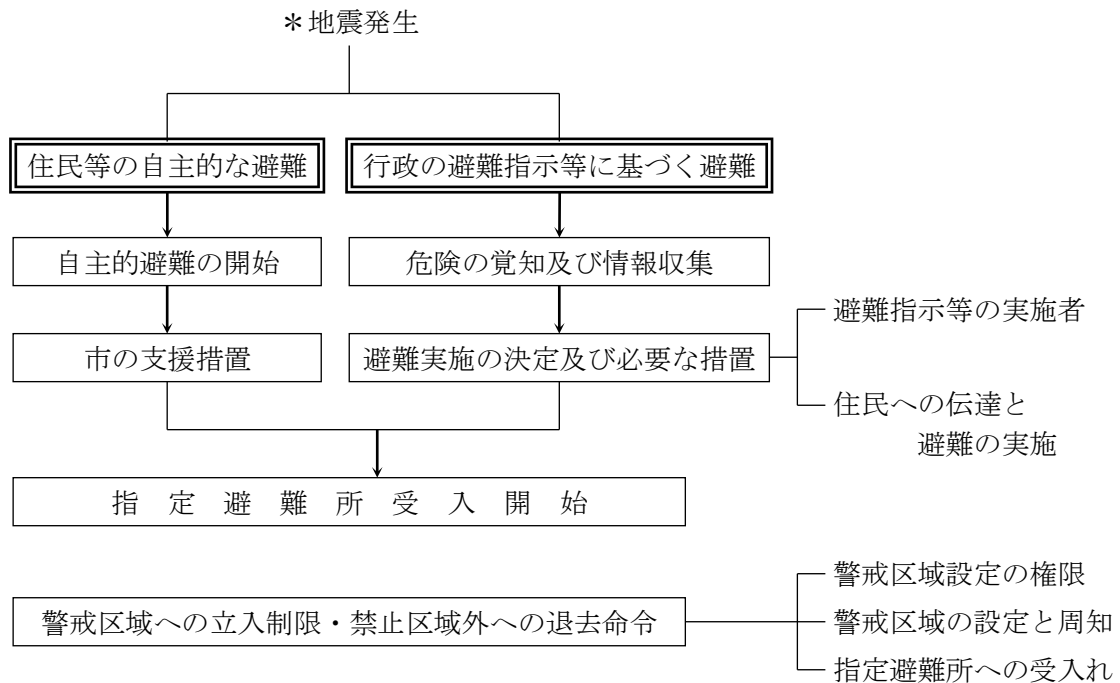 ＊地震発生
住民等の自主的な避難
行政の避難指示等に基づく避難
自主的避難の開始
危険の覚知及び情報収集
避難指示等の実施者
市の支援措置
避難実施の決定及び必要な措置
住民への伝達と
避難の実施
指定避難所受入開始
警戒区域設定の権限
警戒区域への立入制限・禁止区域外への退去命令
警戒区域の設定と周知
指定避難所への受入れ